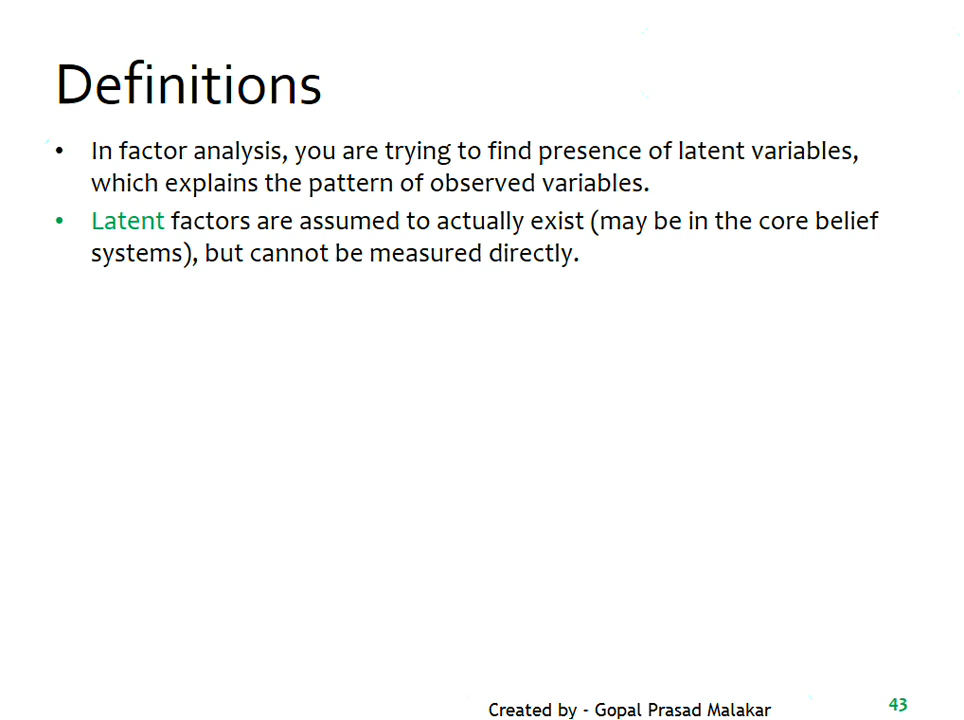 Definitions
• In factor analysis, you are trying to find presence of latent variables,
which explains the pattern of observed variables.
• Latent factors are assumed to actually exist (may be in the core belief
systems), but cannot be measured directly.
Created by - Gopal Prasad Malakar
43